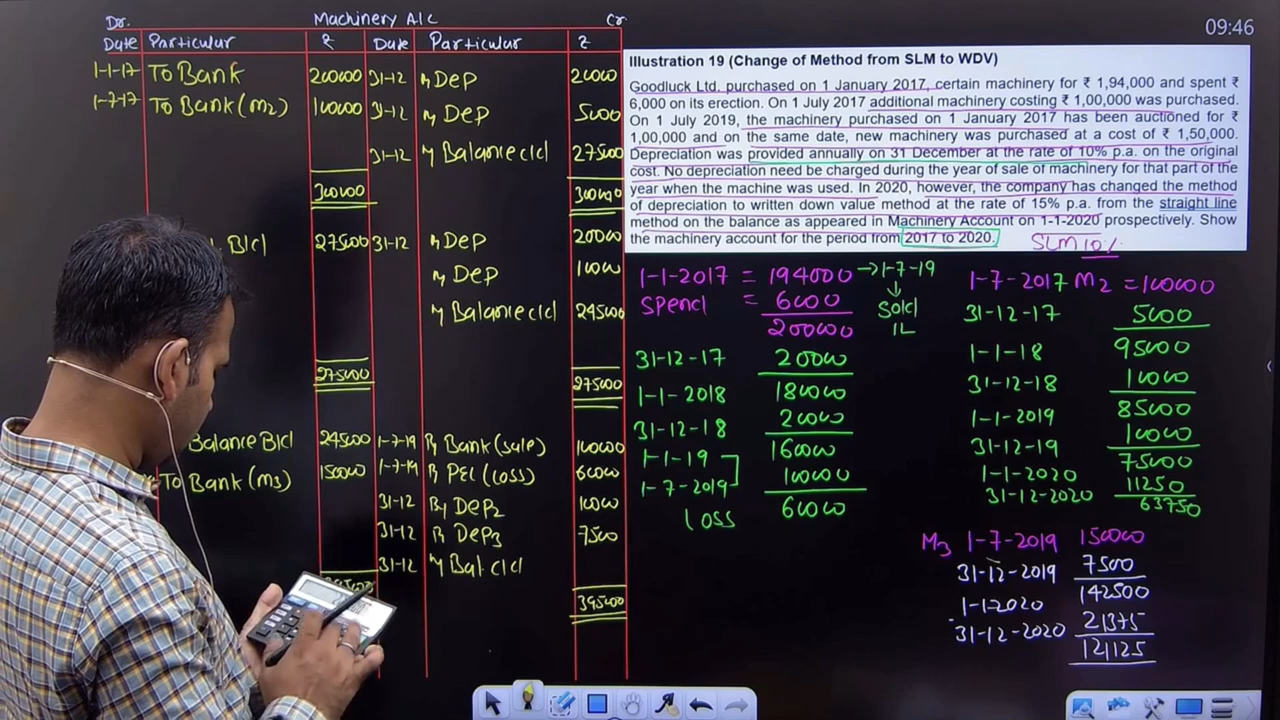 Dr. Machinery A/c Cr.
Date Particular ₹ Date Particular ₹
1-1-17 To Bank 200000 31-12 By Dep 20000
1-7-17 To Bank (M2) 100000 31-12 By Dep 5000
31-12 By Balance c/d 275000
300000 300000
B/d 275000 31-12 By Dep 20000
By Dep 10000
By Balance c/d 245000
275000 275000
Balance B/d 245000 1-7-19 By Bank (sale) 100000
To Bank (M3) 150000 1-7-19 By P&L (loss) 60000
31-12 By Dep2 10000
31-12 By Dep3 7500
31-12 By Bal c/d
395000
09:46
Illustration 19 (Change of Method from SLM to WDV)
Goodluck Ltd. purchased on 1 January 2017, certain machinery for ₹ 1,94,000 and spent ₹
6,000 on its erection. On 1 July 2017 additional machinery costing ₹ 1,00,000 was purchased.
On 1 July 2019, the machinery purchased on 1 January 2017 has been auctioned for ₹
1,00,000 and on the same date, new machinery was purchased at a cost of ₹ 1,50,000.
Depreciation was provided annually on 31 December at the rate of 10% p.a. on the original
cost. No depreciation need be charged during the year of sale of machinery for that part of the
year when the machine was used. In 2020, however, the company has changed the method
of depreciation to written down value method at the rate of 15% p.a. from the straight line
method on the balance as appeared in Machinery Account on 1-1-2020 prospectively. Show
the machinery account for the period from 2017 to 2020.
SLM 10%
1-1-2017 = 194000 → 1-7-19
Spend = 6000 ↓
200000 Sold
1L
31-12-17 20000
1-1-2018 180000
31-12-18 20000
1-1-19 160000
1-7-2019 100000
Loss 60000
1-7-2017 M2 = 100000
31-12-17 5000
1-1-18 95000
31-12-18 10000
1-1-2019 85000
31-12-19 10000
1-1-2020 75000
31-12-2020 11250
63750
M3 1-7-2019 150000
31-12-2019 7500
1-1-2020 142500
31-12-2020 21375
121125